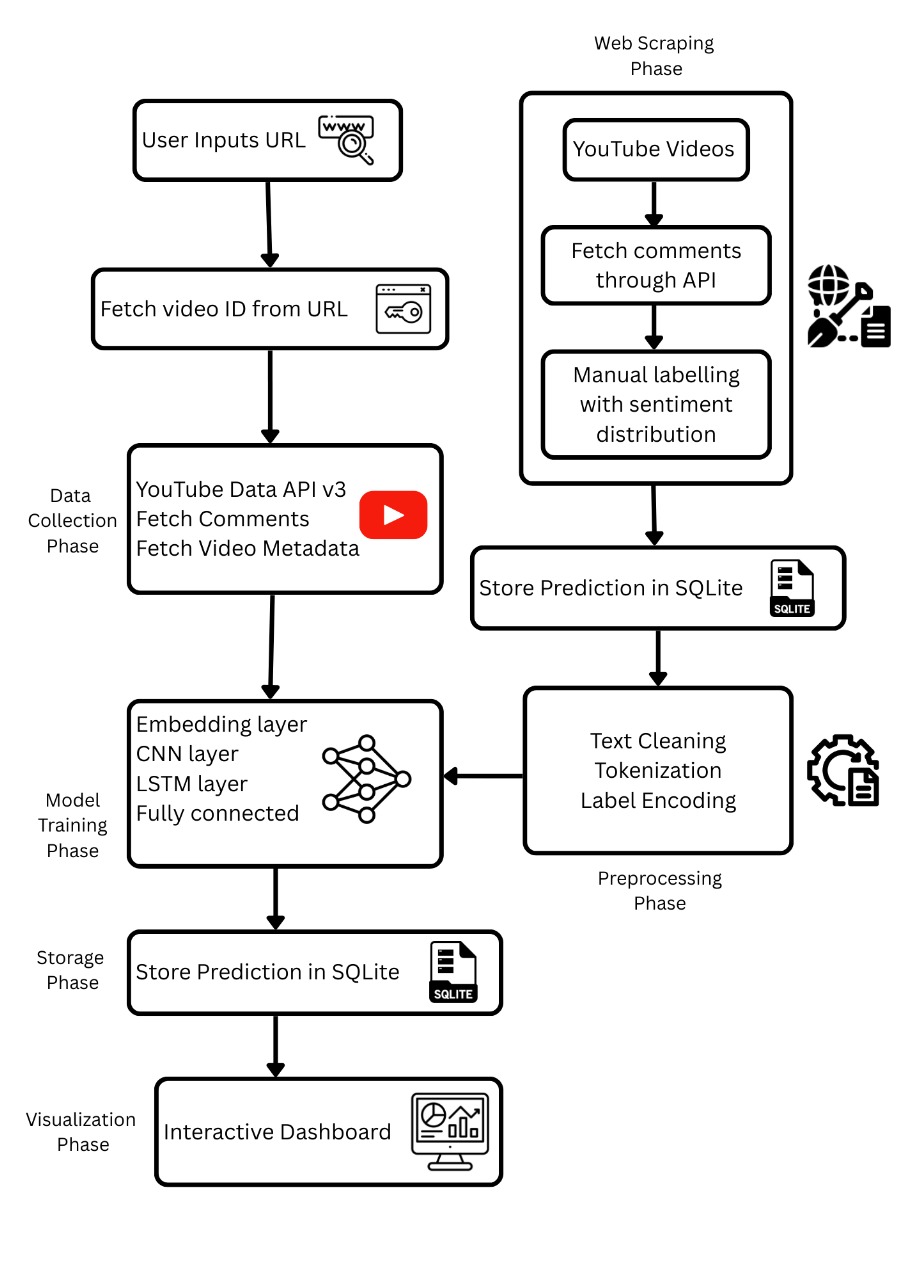 Web Scraping
Phase
User Inputs URL
WWW
YouTube Videos
Fetch comments
through API
Fetch video ID from URL
Manual labelling
with sentiment
distribution
Data
Collection
Phase
YouTube Data API v3
Fetch Comments
Fetch Video Metadata
Store Prediction in SQLite
SQLITE
Embedding layer
CNN layer
LSTM layer
Fully connected
Model
Training
Phase
Text Cleaning
Tokenization
Label Encoding
Preprocessing
Phase
Storage
Phase
Store Prediction in SQLite
SQLITE
Visualization
Phase
Interactive Dashboard